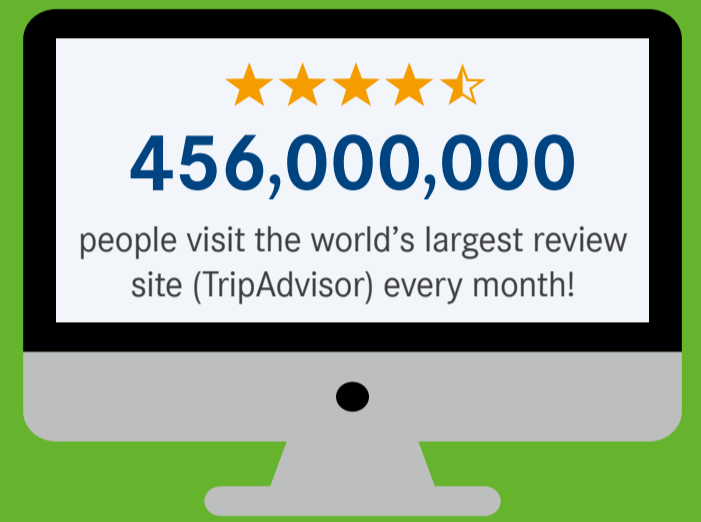 456,000,000
people visit the world’s largest review
site (TripAdvisor) every month!